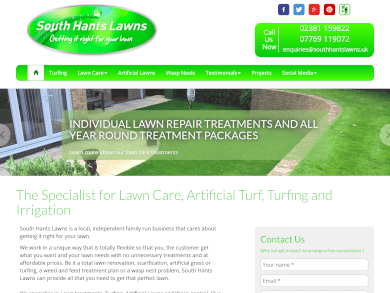 South Hants Lawns
Getting it right for your lawn
Call Us Now
02381 159822
07769 119072
enquiries@southhantslawns.uk
Turfing
Lawn Care
Artificial Lawns
Wasp Nests
Testimonials
Projects
Social Media
INDIVIDUAL LAWN REPAIR TREATMENTS AND ALL
YEAR ROUND TREATMENT PACKAGES
Learn more about our lawn care treatments
The Specialist for Lawn Care, Artificial Turf, Turfing and
Irrigation
South Hants Lawns is a local, independent family run business that cares about
getting it right for your lawn.
We work in a unique way that is totally flexible so that you, the customer get
what you want and your lawn needs with no unnecessary treatments and at
affordable prices. Be it a total lawn renovation, scarification, artificial grass or
turfing, a weed and feed treatment plan or a wasp nest problem, South Hants
Lawns can provide all that you need to get that perfect lawn.
Contact Us
Why not get in touch to arrange a free consultation?
Your name *
Email *